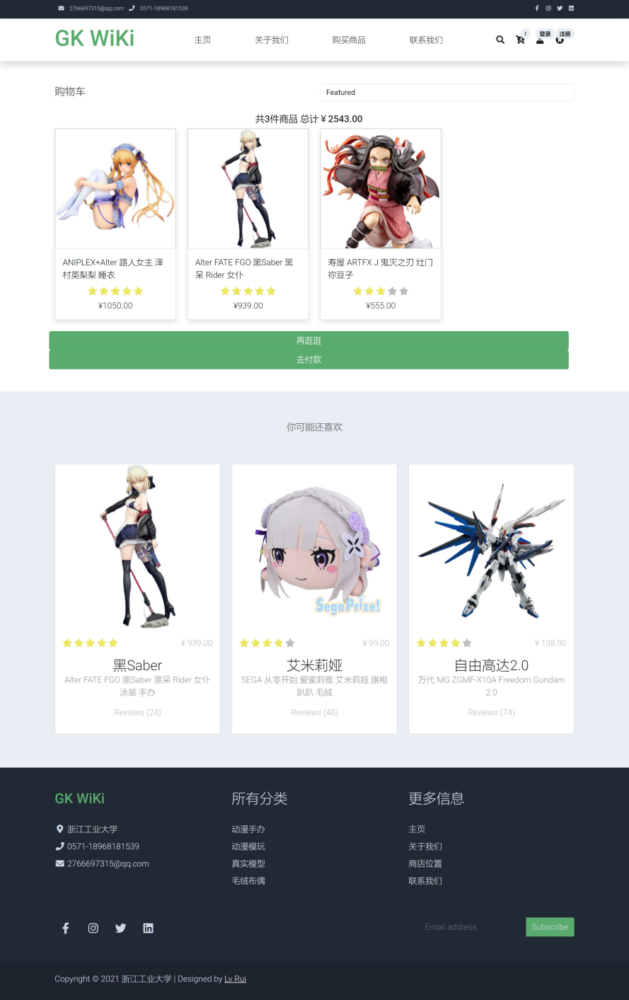 2766697315@qq.com 0571-18968181539
GK WiKi
主页 关于我们 购买商品 联系我们
! 登录 注册
购物车
Featured
共3件商品 总计 ¥ 2543.00
ANIPLEX+Alter 路人女主 泽
村英梨梨 睡衣
¥1050.00
Alter FATE FGO 黑Saber 黑
呆 Rider 女仆
¥939.00
寿屋 ARTFX J 鬼灭之刃 灶门
祢豆子
¥555.00
再逛逛
去付款
你可能还喜欢
¥ 939.00
黑Saber
Alter FATE FGO 黑Saber 黑呆 Rider 女仆
泳装 手办
Reviews (24)
SegaPrize!
¥ 99.00
艾米莉娅
SEGA 从零开始 爱蜜莉雅 艾米莉娅 旗袍
趴趴 毛绒
Reviews (48)
¥ 138.00
自由高达2.0
万代 MG ZGMF-X10A Freedom Gundam
2.0
Reviews (74)
GK WiKi
浙江工业大学
0571-18968181539
2766697315@qq.com
所有分类
动漫手办
动漫模玩
真实模型
毛绒布偶
更多信息
主页
关于我们
商店位置
联系我们
Email address Subscribe
Copyright © 2021 浙江工业大学 | Designed by Lv Rui